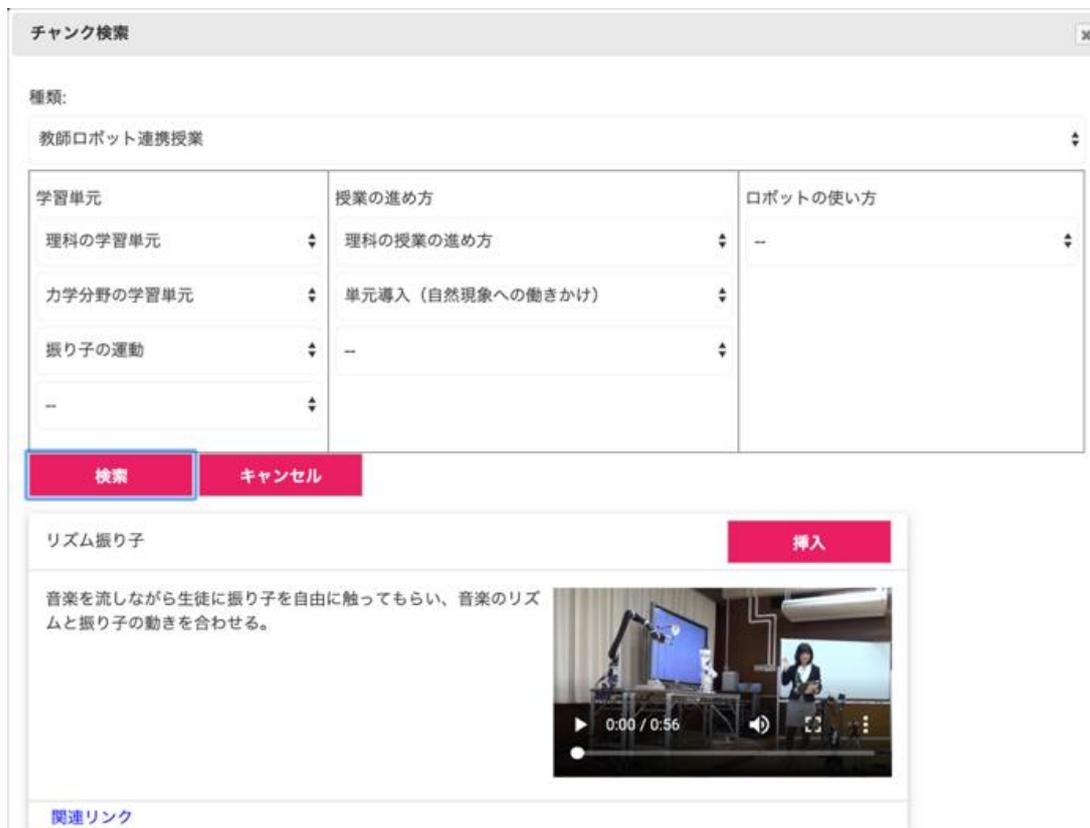 チャンク検索
種類:
教師ロボット連携授業
学習単元
理科の学習単元
力学分野の学習単元
振り子の運動
--
授業の進め方
理科の授業の進め方
単元導入（自然現象への働きかけ）
--
ロボットの使い方
--
検索 キャンセル
リズム振り子 挿入
音楽を流しながら生徒に振り子を自由に触ってもらい、音楽のリズ
ムと振り子の動きを合わせる。
0:00 / 0:56
関連リンク